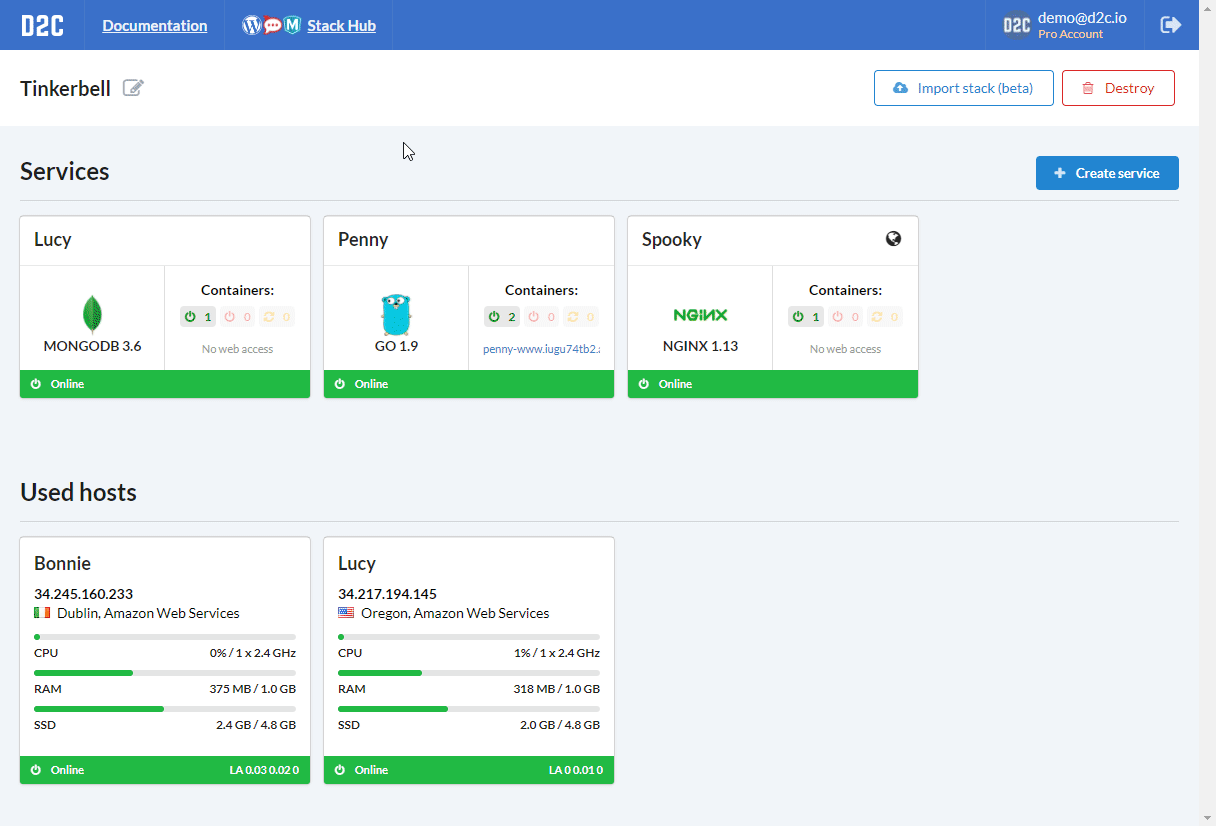 D2C Documentation Stack Hub D2C demo@d2c.io
Pro Account
Tinkerbell Import stack (beta) Destroy
Services Create service
Lucy
Containers:
1 0 0
MONGODB 3.6
No web access
Online
Penny
Containers:
2 0 0
GO 1.9
penny-www.iugu74tb2.
Online
Spooky
Containers:
1 0 0
NGINX
NGINX 1.13
No web access
Online
Used hosts
Bonnie
34.245.160.233
Dublin, Amazon Web Services
CPU 0% / 1 x 2.4 GHz
RAM 375 MB / 1.0 GB
SSD 2.4 GB / 4.8 GB
Online LA 0.03 0.02 0
Lucy
34.217.194.145
Oregon, Amazon Web Services
CPU 1% / 1 x 2.4 GHz
RAM 318 MB / 1.0 GB
SSD 2.0 GB / 4.8 GB
Online LA 0 0.01 0